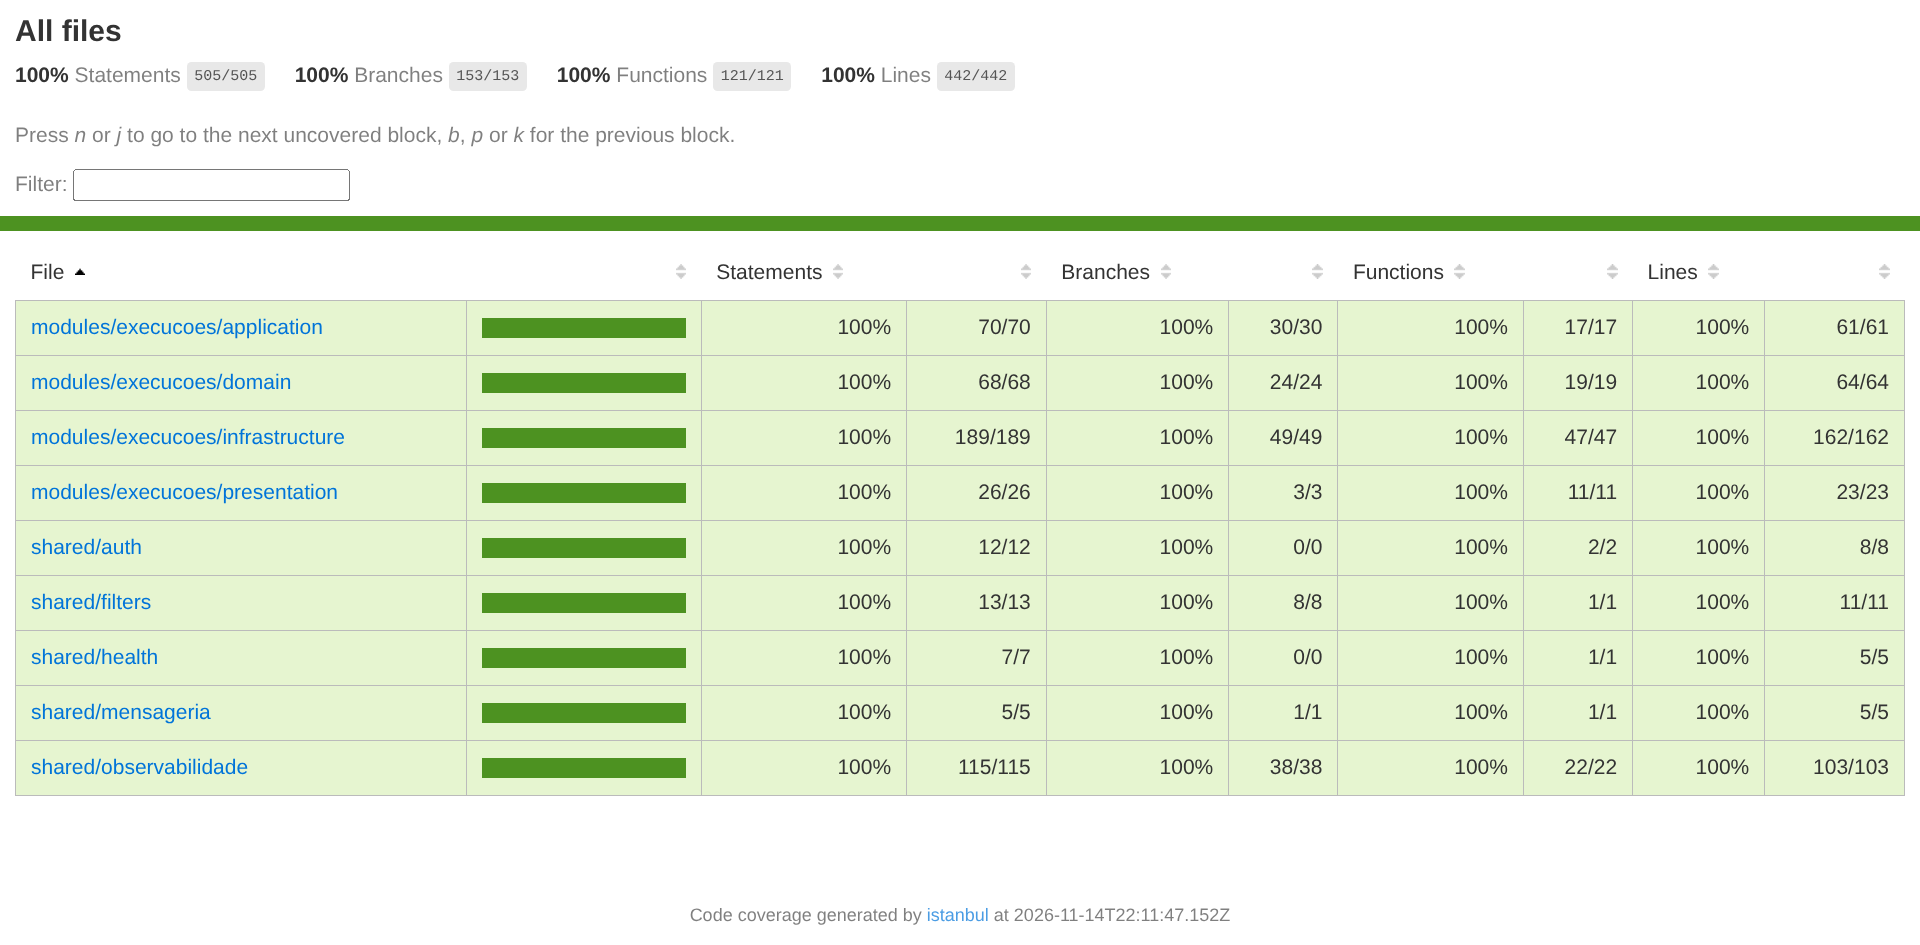 All files
100% Statements 505/505 100% Branches 153/153 100% Functions 121/121 100% Lines 442/442
Press n or j to go to the next uncovered block, b, p or k for the previous block.
Filter:
File Statements Branches Functions Lines
modules/execucoes/application 100% 70/70 100% 30/30 100% 17/17 100% 61/61
modules/execucoes/domain 100% 68/68 100% 24/24 100% 19/19 100% 64/64
modules/execucoes/infrastructure 100% 189/189 100% 49/49 100% 47/47 100% 162/162
modules/execucoes/presentation 100% 26/26 100% 3/3 100% 11/11 100% 23/23
shared/auth 100% 12/12 100% 0/0 100% 2/2 100% 8/8
shared/filters 100% 13/13 100% 8/8 100% 1/1 100% 11/11
shared/health 100% 7/7 100% 0/0 100% 1/1 100% 5/5
shared/mensageria 100% 5/5 100% 1/1 100% 1/1 100% 5/5
shared/observabilidade 100% 115/115 100% 38/38 100% 22/22 100% 103/103
Code coverage generated by istanbul at 2026-11-14T22:11:47.152Z